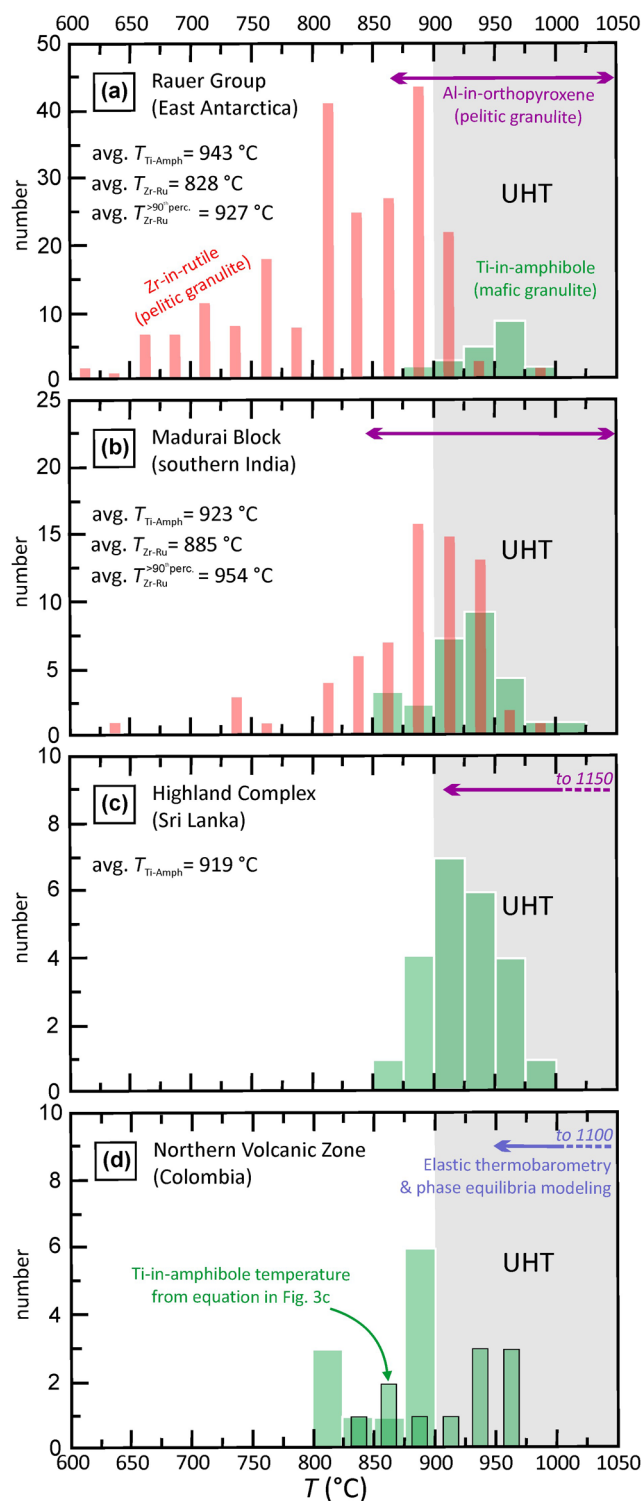 600 650 700 750 800 850 900 950 1000 1050
50
40
30
20
10
0
number
(a) Rauer Group
(East Antarctica)
avg. T Ti-Amph = 943 °C
avg. T Zr-Ru = 828 °C
avg. T >90th perc. Zr-Ru = 927 °C
Al-in-orthopyroxene
(pelitic granulite)
UHT
Zr-in-rutile
(pelitic granulite)
Ti-in-amphibole
(mafic granulite)
25
20
15
10
5
0
number
(b) Madurai Block
(southern India)
avg. T Ti-Amph = 923 °C
avg. T Zr-Ru = 885 °C
avg. T >90th perc. Zr-Ru = 954 °C
UHT
10
8
6
4
2
0
number
(c) Highland Complex
(Sri Lanka)
avg. T Ti-Amph = 919 °C
to 1150
UHT
10
8
6
4
2
0
number
(d) Northern Volcanic Zone
(Colombia)
to 1100
Elastic thermobarometry
& phase equilibria modeling
UHT
Ti-in-amphibole temperature
from equation in Fig. 3c
600 650 700 750 800 850 900 950 1000 1050
T (°C)